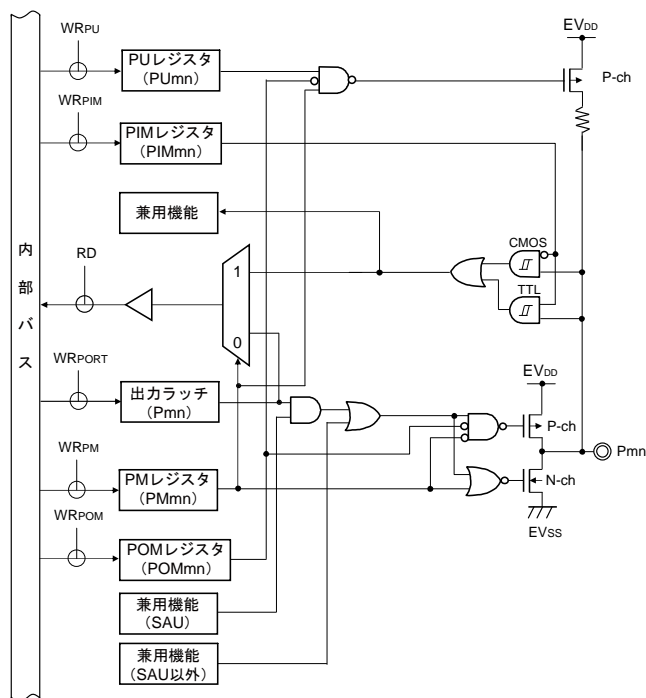 WRPU
PUレジスタ
(PUmn)
EVDD
P-ch
WRPIM
PIMレジスタ
(PIMmn)
兼用機能
CMOS
TTL
内部バス
RD
1
0
WRPORT
出力ラッチ
(Pmn)
EVDD
P-ch
Pmn
N-ch
EVSS
WRPM
PMレジスタ
(PMmn)
WRPOM
POMレジスタ
(POMmn)
兼用機能
(SAU)
兼用機能
(SAU以外)